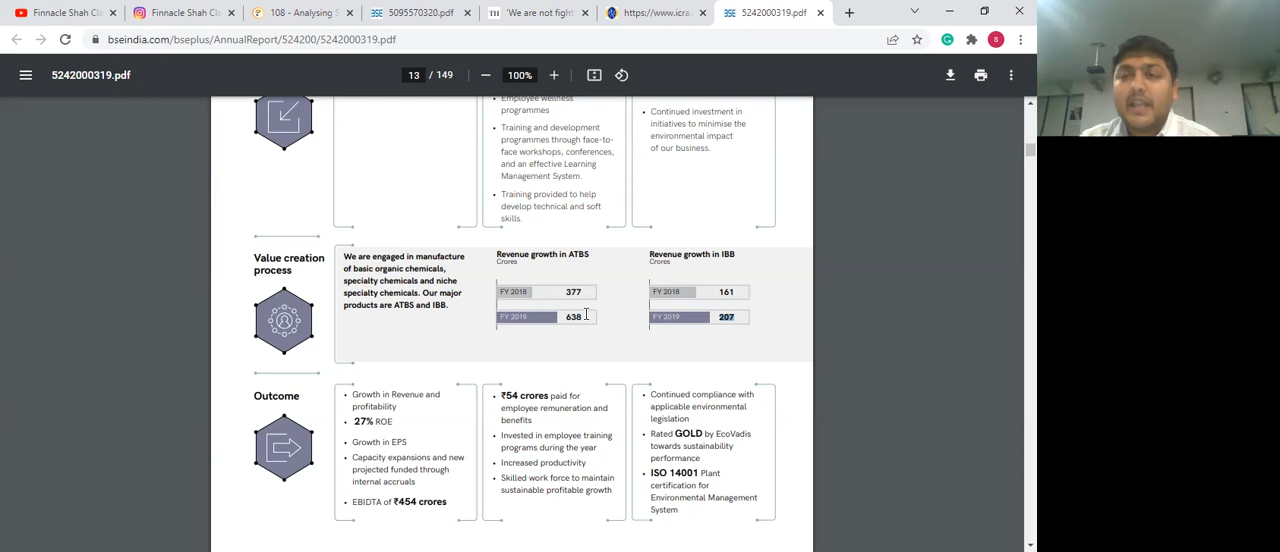 Finnacle Shah Cla
Finnacle Shah Cl
108 - Analysing S
5095570320.pdf
'We are not fight
https://www.icra.
5242000319.pdf
bseindia.com/bseplus/AnnualReport/524200/5242000319.pdf
5242000319.pdf
13 / 149
100%
Employee wellness
programmes
Training and development
programmes through face-to-
face workshops, conferences,
and an effective Learning
Management System.
Training provided to help
develop technical and soft
skills.
Continued investment in
initiatives to minimise the
environmental impact
of our business.
Value creation
process
We are engaged in manufacture
of basic organic chemicals,
specialty chemicals and niche
specialty chemicals. Our major
products are ATBS and IBB.
Revenue growth in ATBS
Crores
FY 2018 377
FY 2019 638
Revenue growth in IBB
Crores
FY 2018 161
FY 2019 207
Outcome
Growth in Revenue and
profitability
27% ROE
Growth in EPS
Capacity expansions and new
projected funded through
internal accruals
EBIDTA of ₹454 crores
₹54 crores paid for
employee remuneration and
benefits
Invested in employee training
programs during the year
Increased productivity
Skilled work force to maintain
sustainable profitable growth
Continued compliance with
applicable environmental
legislation
Rated GOLD by EcoVadis
towards sustainability
performance
ISO 14001 Plant
certification for
Environmental Management
System